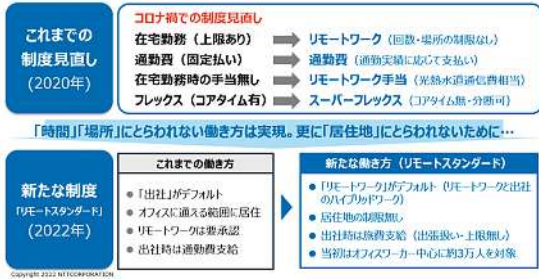 これまでの
制度見直し
(2020年)
コロナ禍での制度見直し
在宅勤務(上限あり) リモートワーク(回数・場所の制限なし)
通勤費(固定払い) 通勤費(通勤実績に応じて支払い)
在宅勤務時の手当無し リモートワーク手当(光熱水道通信費相当)
フレックス(コアタイム有) スーパーフレックス(コアタイム無・分断可)
「時間」「場所」にとらわれない働き方は実現。更に「居住地」にとらわれないために…
新たな制度
「リモートスタンダード」
(2022年)
これまでの働き方
● 「出社」がデフォルト
● オフィスに通える範囲に居住
● リモートワークは要承認
● 出社時は通勤費支給
新たな働き方(リモートスタンダード)
● 「リモートワーク」がデフォルト(リモートワークと出社
のハイブリッドワーク)
● 居住地の制限無し
● 出社時は旅費支給(出張扱い・上限無し)
● 当初はオフィスワーカー中心に約3万人を対象
Copyright 2022 NTTCORPORATION